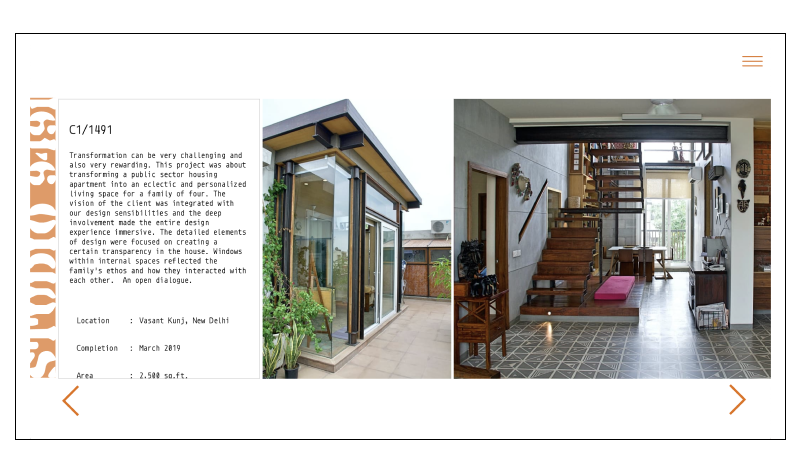 C1/1491
Transformation can be very challenging and
also very rewarding. This project was about
transforming a public sector housing
apartment into an eclectic and personalized
living space for a family of four. The
vision of the client was integrated with
our design sensibilities and the deep
involvement made the entire design
experience immersive. The detailed elements
of design were focused on creating a
certain transparency in the house. Windows
within internal spaces reflected the
family's ethos and how they interacted with
each other. An open dialogue.
Location : Vasant Kunj, New Delhi
Completion : March 2019
Area : 2,500 sq.ft.